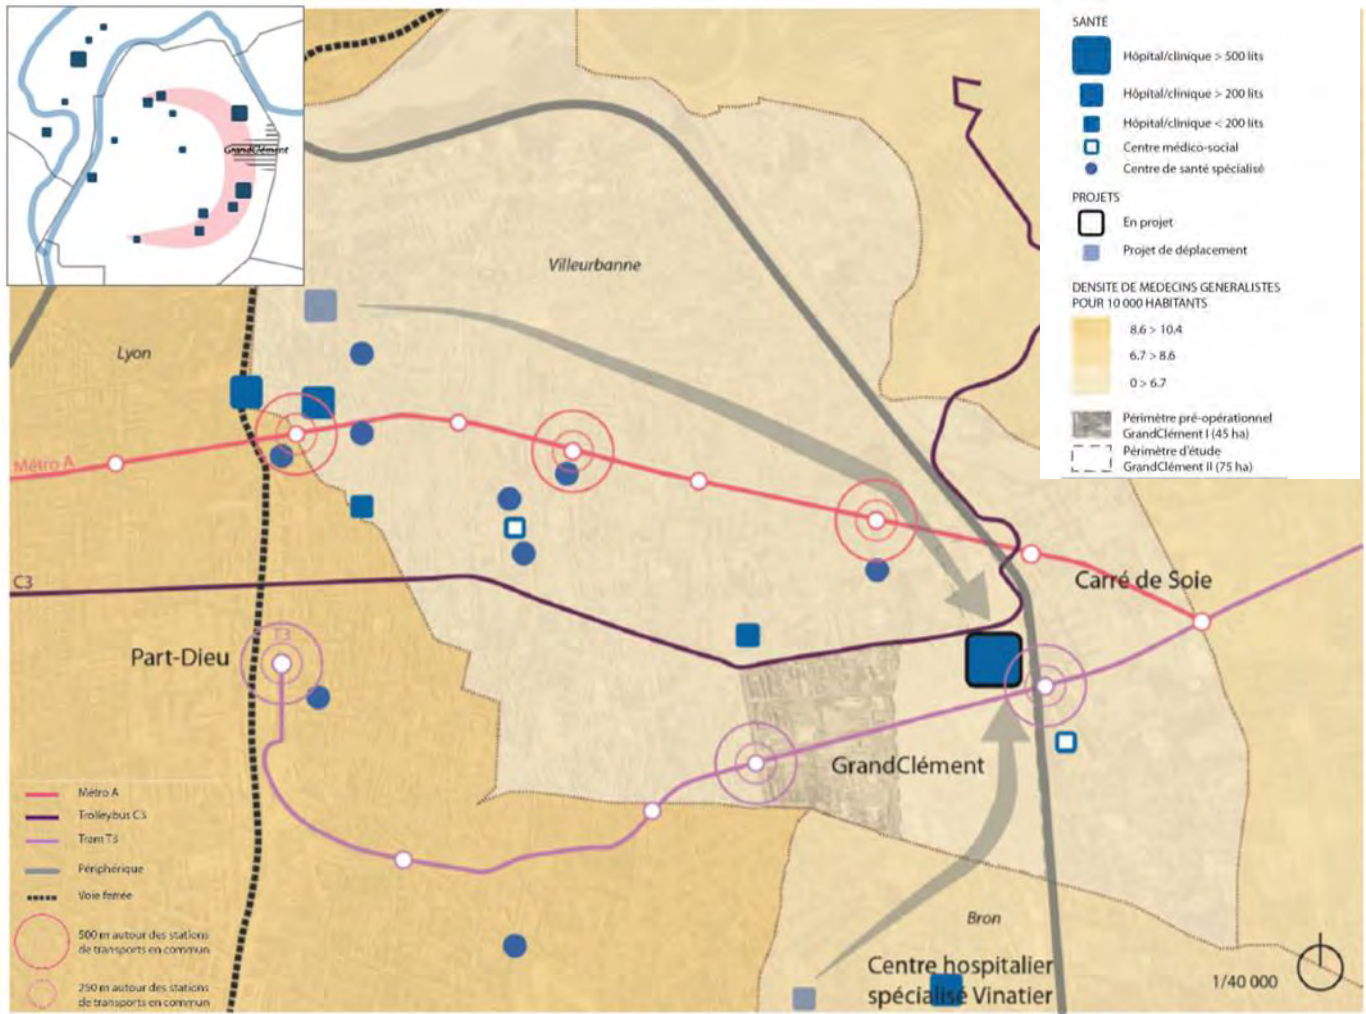 GrandClément
Villeurbanne
Lyon
Métro A
C3
T3
Part-Dieu
Carré de Soie
GrandClément
Bron
Centre hospitalier
spécialisé Vinatier
1/40 000
Métro A
Trolleybus C3
Tram T3
Périphérique
Voie ferrée
500 m autour des stations
de transports en commun
250 m autour des stations
de transports en commun
SANTÉ
Hôpital/clinique > 500 lits
Hôpital/clinique > 200 lits
Hôpital/clinique < 200 lits
Centre médico-social
Centre de santé spécialisé
PROJETS
En projet
Projet de déplacement
DENSITE DE MEDECINS GENERALISTES
POUR 10 000 HABITANTS
8.6 > 10.4
6.7 > 8.6
0 > 6.7
Périmètre pré-opérationnel
GrandClément I (45 ha)
Périmètre d'étude
GrandClément II (75 ha)